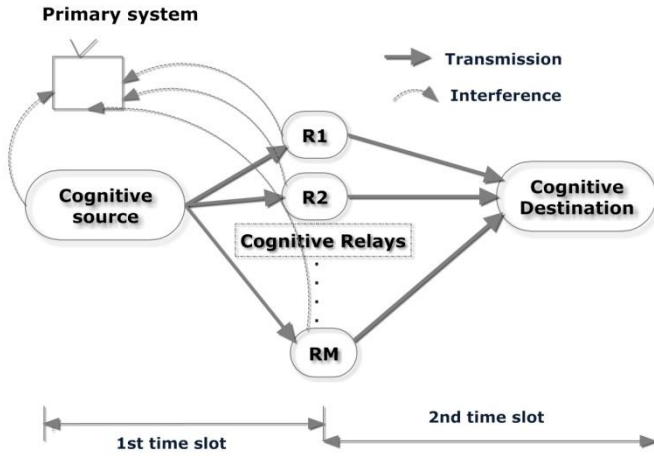 Primary system
Transmission
Interference
R1
Cognitive
source
R2
Cognitive
Destination
Cognitive Relays
RM
1st time slot
2nd time slot